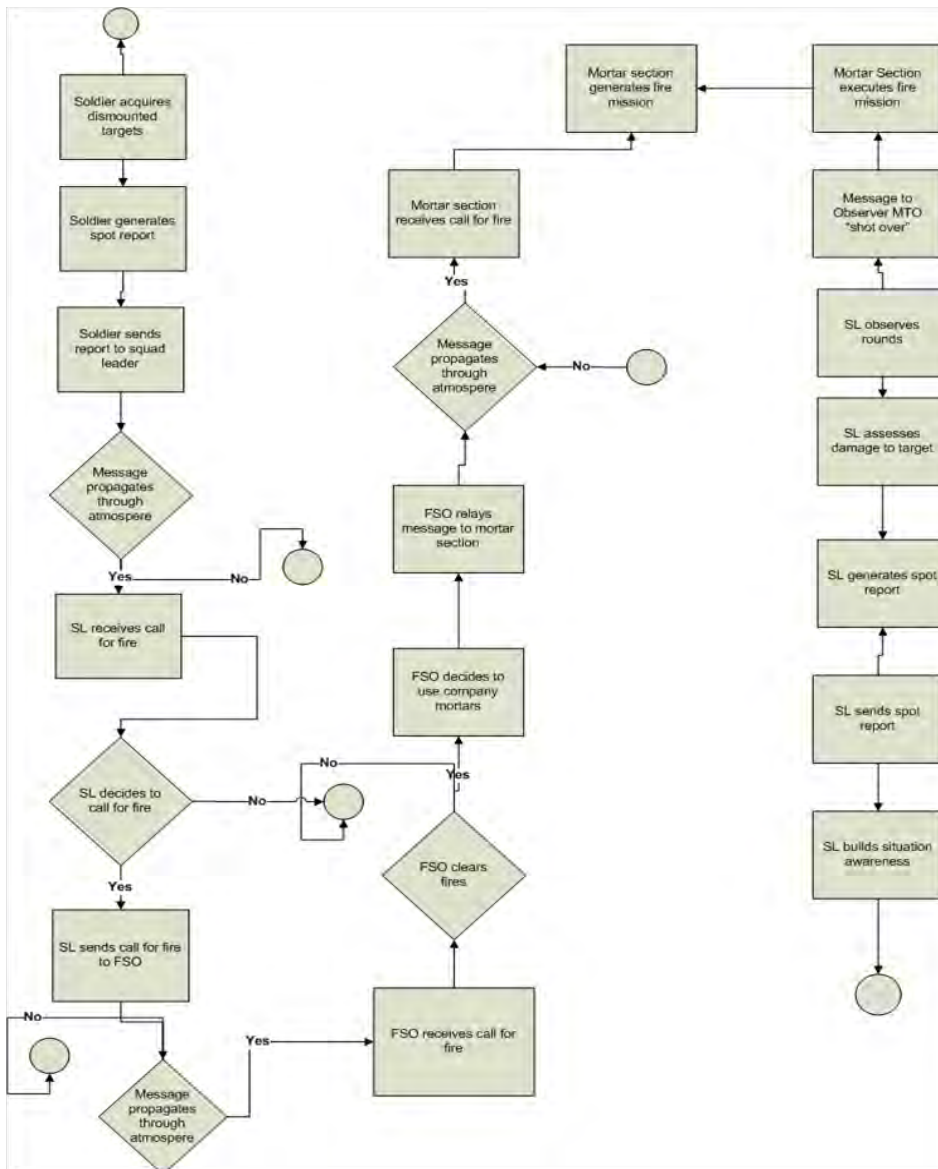 Soldier acquires
dismounted
targets
Soldier generates
spot report
Soldier sends
report to squad
leader
Message
propagates
through
atmospere
Yes
No
SL receives call
for fire
SL decides to
call for fire
No
Yes
SL sends call for fire
to FSO
No
Message
propagates
through
atmospere
Yes
FSO receives call for
fire
FSO clears
fires
No
Yes
FSO decides to
use company
mortars
FSO relays
message to mortar
section
Message
propagates
through
atmospere
No
Yes
Mortar section
receives call for fire
Mortar section
generates fire
mission
Mortar Section
executes fire
mission
Message to
Observer MTO
"shot over"
SL observes
rounds
SL assesses
damage to target
SL generates spot
report
SL sends spot
report
SL builds situation
awareness